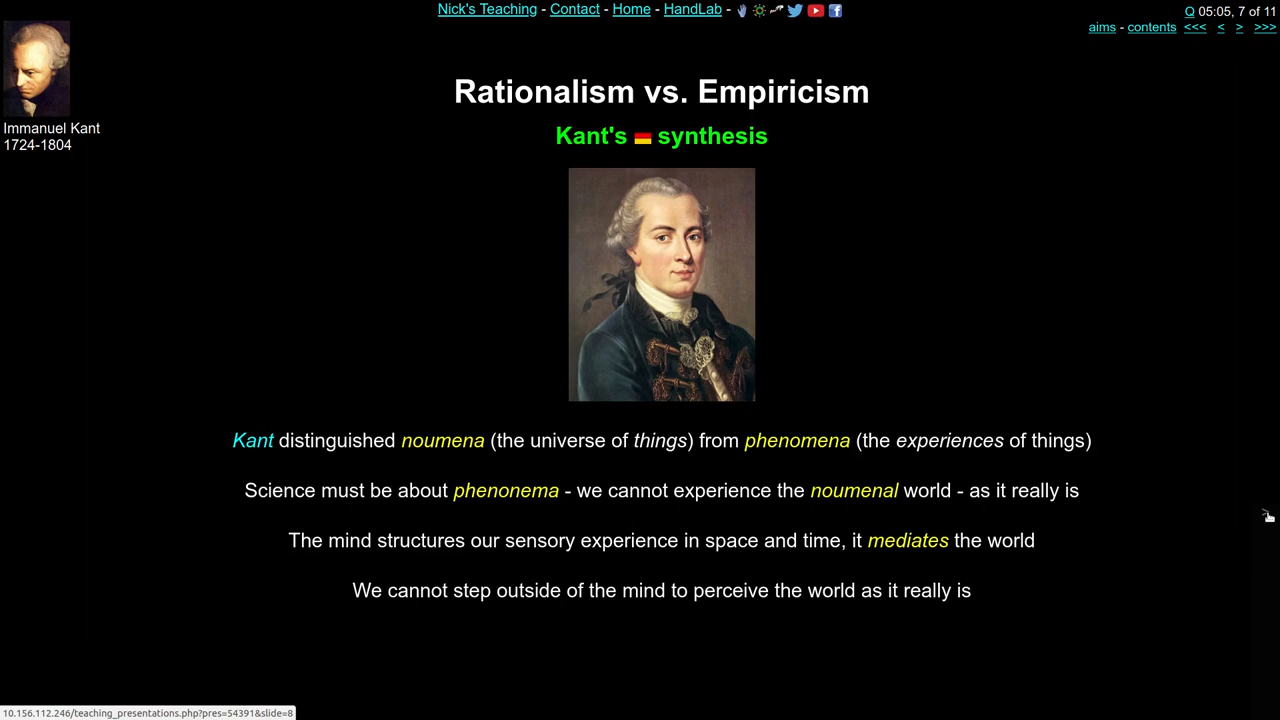 Nick's Teaching - Contact - Home - HandLab -
Q 05:05, 7 of 11
aims - contents <<< < > >>>
Immanuel Kant
1724-1804
Rationalism vs. Empiricism
Kant's synthesis
Kant distinguished noumena (the universe of things) from phenomena (the experiences of things)
Science must be about phenonema - we cannot experience the noumenal world - as it really is
The mind structures our sensory experience in space and time, it mediates the world
We cannot step outside of the mind to perceive the world as it really is
>
10.156.112.246/teaching_presentations.php?pres=54391&slide=8